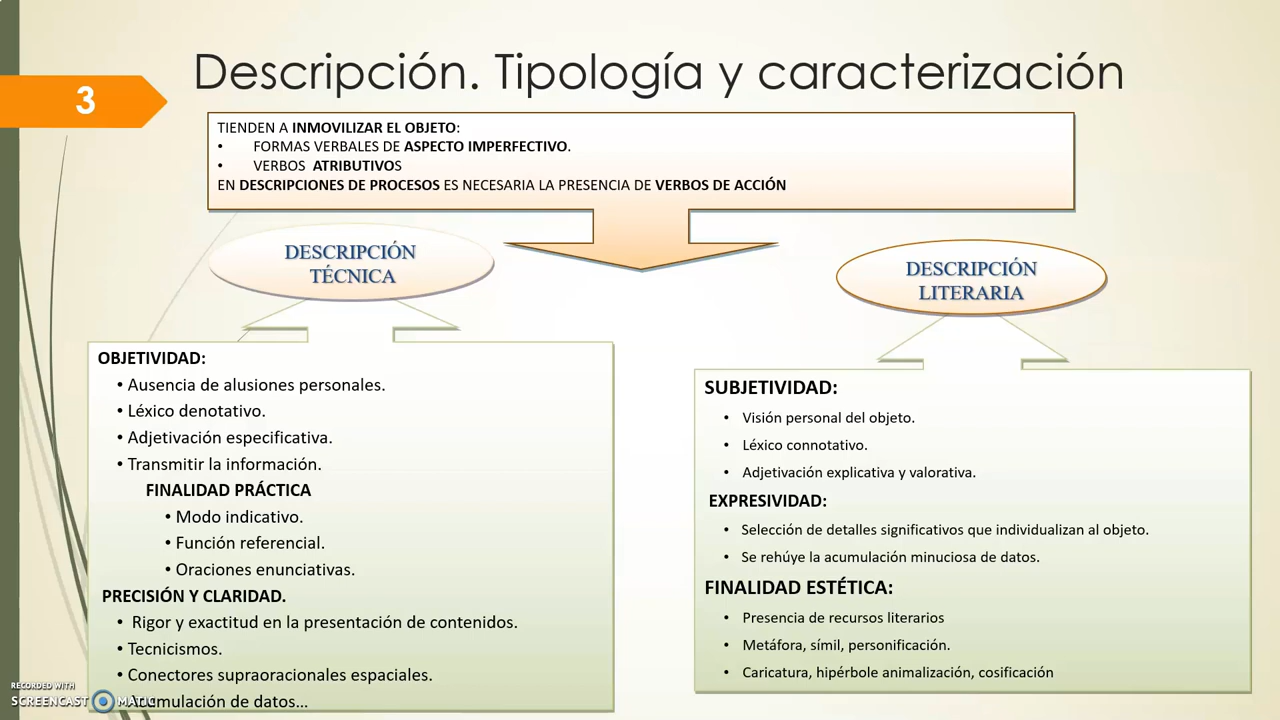 Descripción. Tipología y caracterización
3
TIENDEN A INMOVILIZAR EL OBJETO:
• FORMAS VERBALES DE ASPECTO IMPERFECTIVO.
• VERBOS ATRIBUTIVOS
EN DESCRIPCIONES DE PROCESOS ES NECESARIA LA PRESENCIA DE VERBOS DE ACCIÓN
DESCRIPCIÓN
TÉCNICA
OBJETIVIDAD:
• Ausencia de alusiones personales.
• Léxico denotativo.
• Adjetivación especificativa.
• Transmitir la información.
FINALIDAD PRÁCTICA
• Modo indicativo.
• Función referencial.
• Oraciones enunciativas.
PRECISIÓN Y CLARIDAD.
• Rigor y exactitud en la presentación de contenidos.
• Tecnicismos.
• Conectores supraoracionales espaciales.
• Acumulación de datos...
DESCRIPCIÓN
LITERARIA
SUBJETIVIDAD:
• Visión personal del objeto.
• Léxico connotativo.
• Adjetivación explicativa y valorativa.
EXPRESIVIDAD:
• Selección de detalles significativos que individualizan al objeto.
• Se rehúye la acumulación minuciosa de datos.
FINALIDAD ESTÉTICA:
• Presencia de recursos literarios
• Metáfora, símil, personificación.
• Caricatura, hipérbole animalización, cosificación
RECORDED WITH
SCREENCAST MATIC